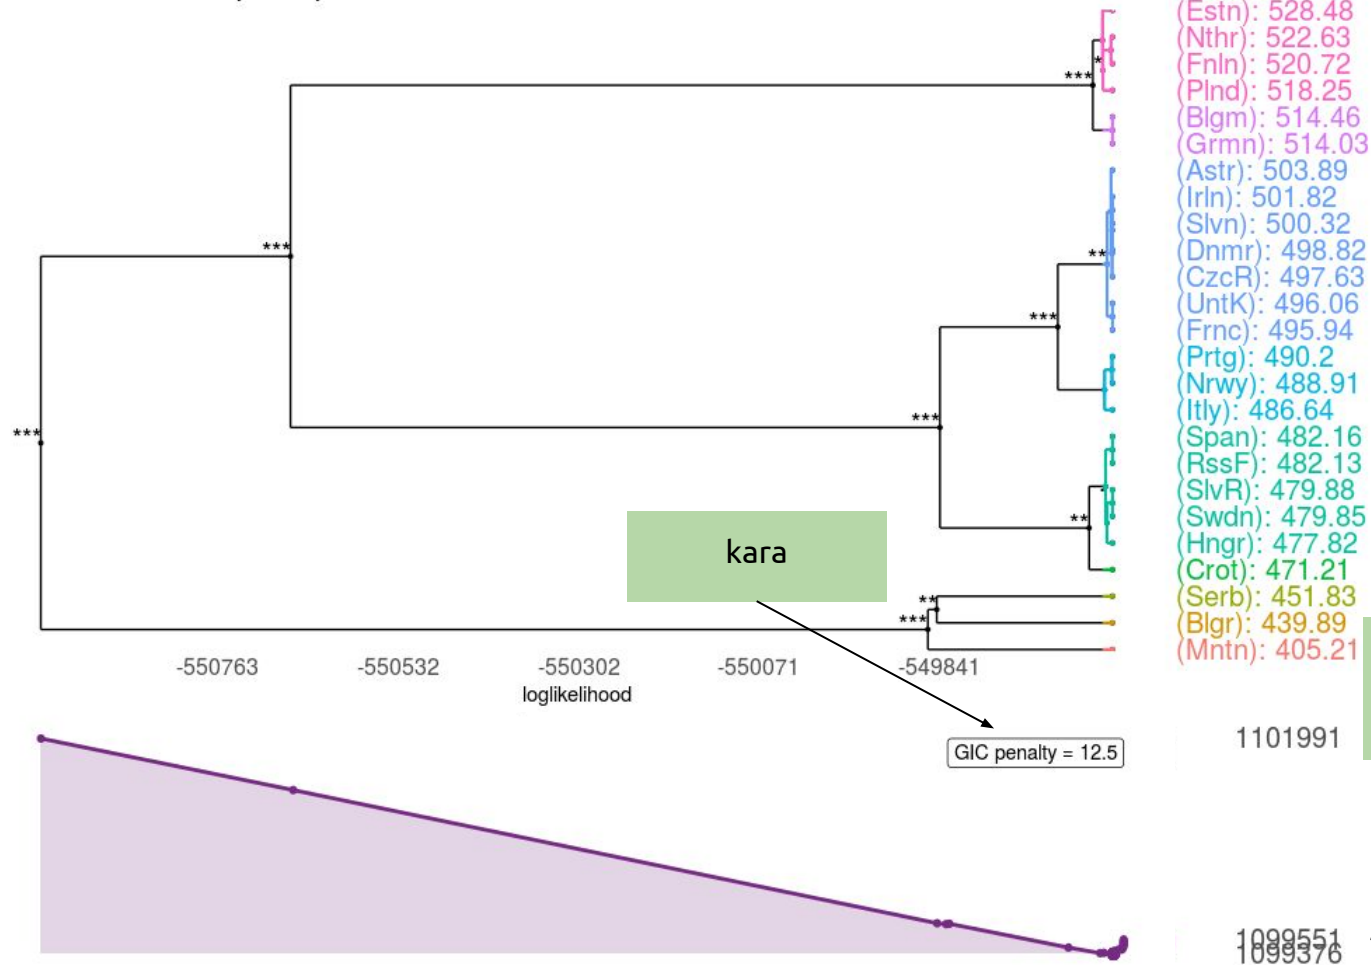 (Estn): 528.48
(Nthr): 522.63
(Fnln): 520.72
(Plnd): 518.25
(Blgm): 514.46
(Grmn): 514.03
(Astr): 503.89
(Irln): 501.82
(Slvn): 500.32
(Dnmr): 498.82
(CzcR): 497.63
(UntK): 496.06
(Frnc): 495.94
(Prtg): 490.2
(Nrwy): 488.91
(Itly): 486.64
(Span): 482.16
(RssF): 482.13
(SlvR): 479.88
(Swdn): 479.85
(Hngr): 477.82
(Crot): 471.21
(Serb): 451.83
(Blgr): 439.89
(Mntn): 405.21
***
*
***
**
***
***
***
**
**
***
kara
-550763 -550532 -550302 -550071 -549841
loglikelihood
GIC penalty = 12.5
1101991
1099551
1099376